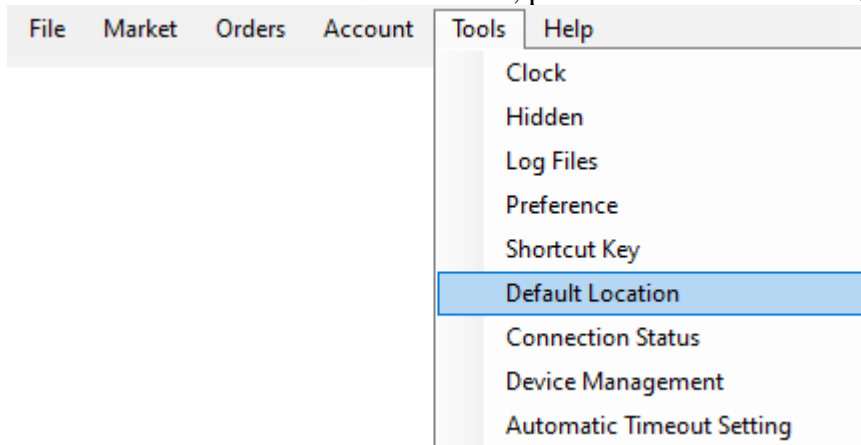 File Market Orders Account Tools Help
Clock
Hidden
Log Files
Preference
Shortcut Key
Default Location
Connection Status
Device Management
Automatic Timeout Setting